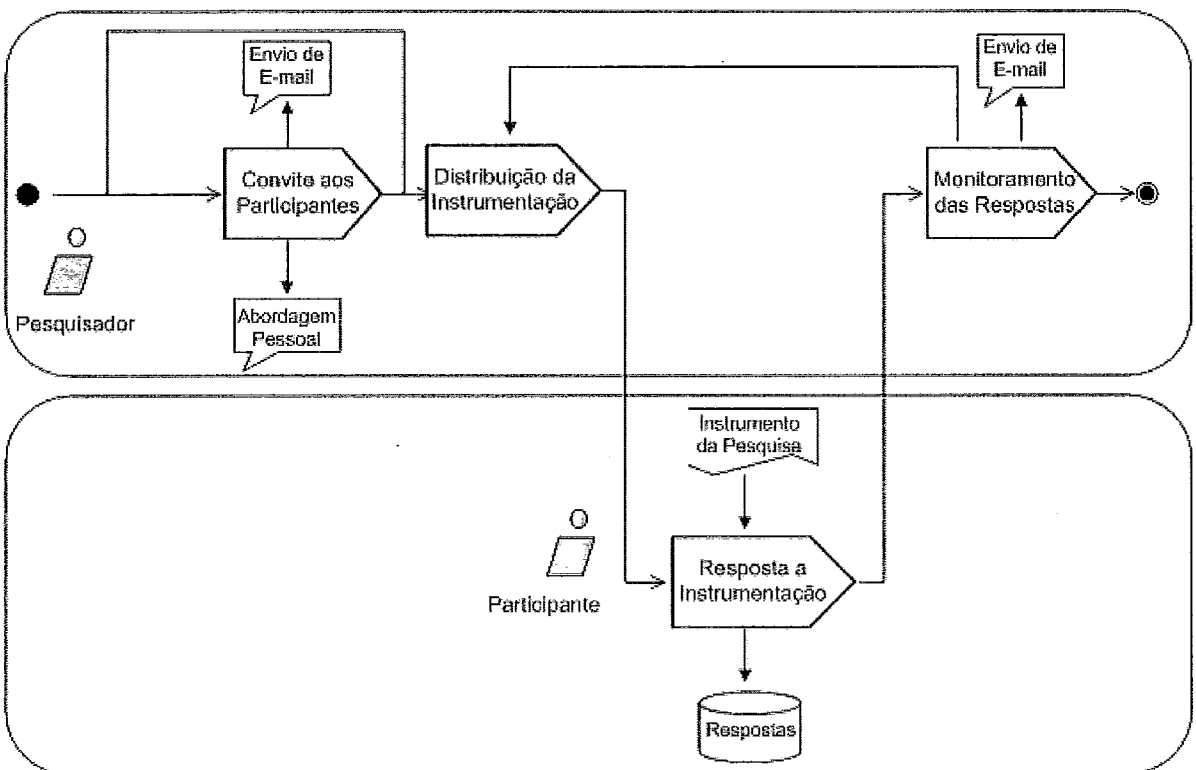 Envio de
E-mail
Envio de
E-mail
Convite aos
Participantes
Distribuição da
Instrumentação
Monitoramento
das Respostas
Pesquisador
Abordagem
Pessoal
Instrumento
da Pesquisa
Participante
Resposta a
Instrumentação
Respostas